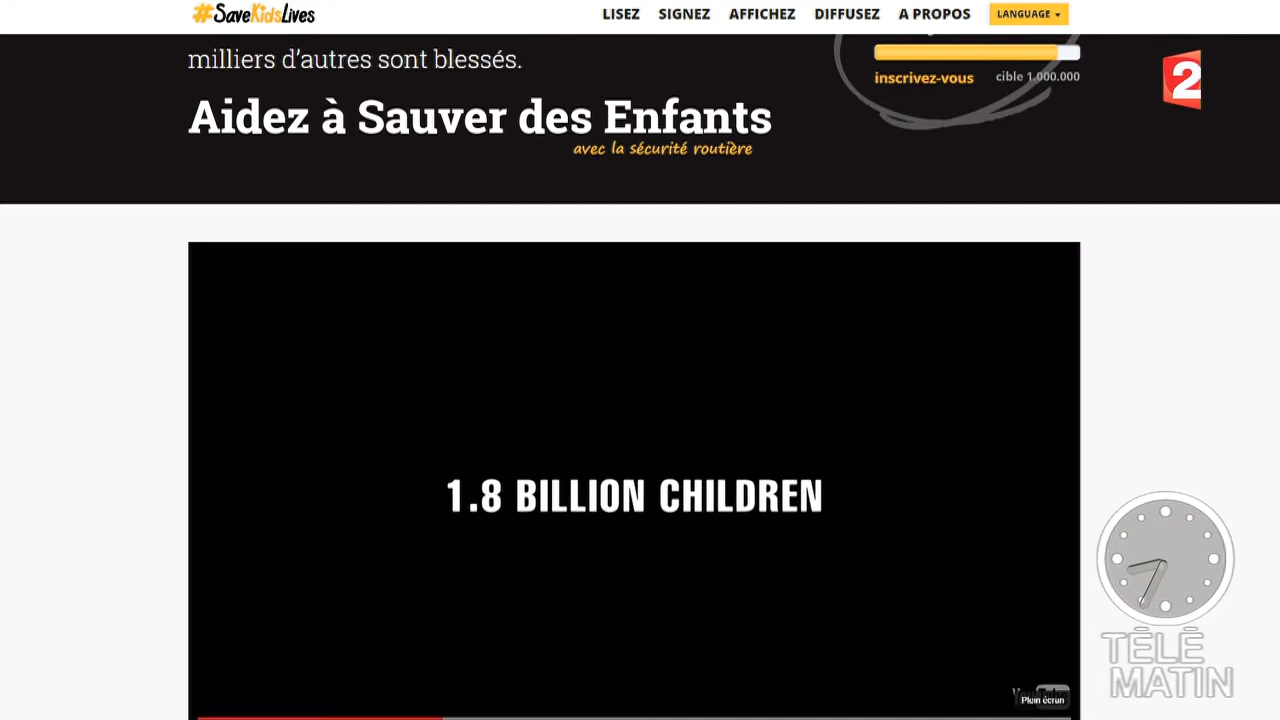 #SaveKidsLives
LISEZ SIGNEZ AFFICHEZ DIFFUSEZ A PROPOS LANGUAGE
milliers d'autres sont blessés.
inscrivez-vous cible 1.000.000
2
Aidez à Sauver des Enfants
avec la sécurité routière
1.8 BILLION CHILDREN
Plein écran
TÉLÉ
MATIN